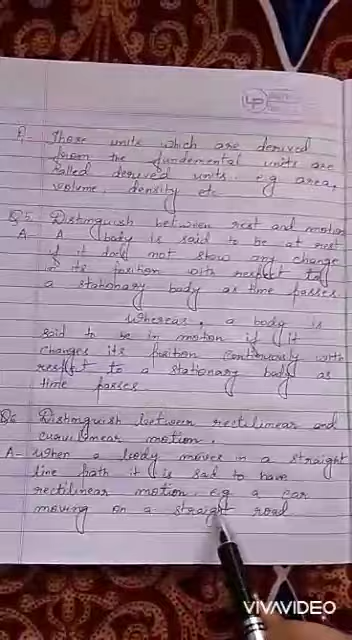 A- Those units which are derived
from the fundemental units are
called derived units. e.g area,
volume, density etc
Q5. Distinguish between rest and motion
A. A body is said to be at rest
if it does not show any change
in its position with respect to
a stationary body as time passes.
Whereas, a body is
said to be in motion if it
changes its position continuously with
respect to a stationary body as
time passes
Q6 Distinguish between rectilinear and
curvilinear motion.
A- When a body moves in a straight
line path it is said to have
rectilinear motion. e.g a car
moving on a straight road
VIVAVIDEO